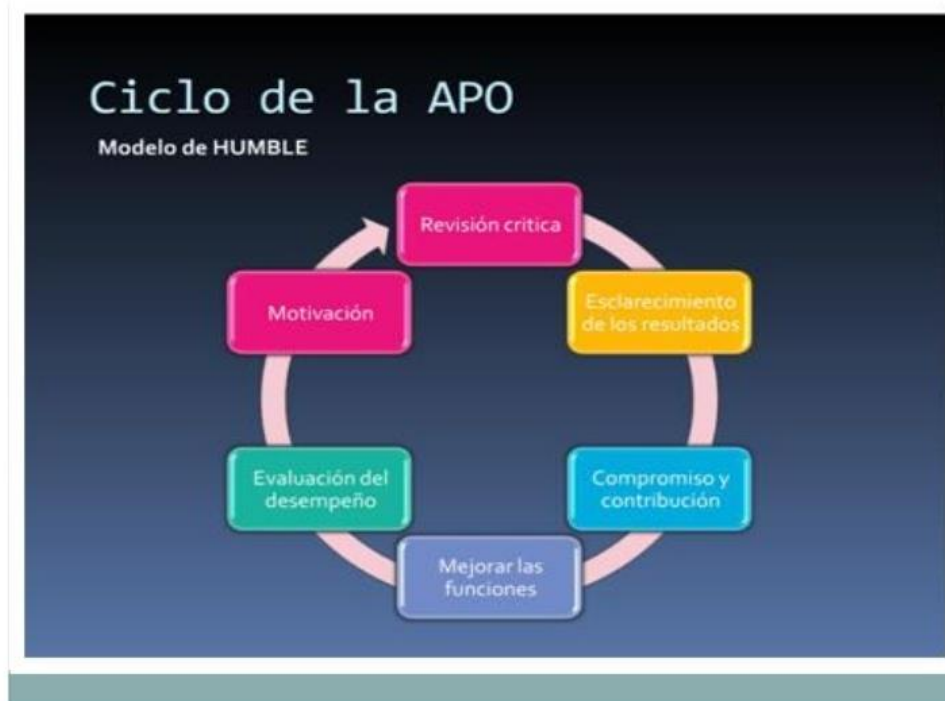 Ciclo de la APO
Modelo de HUMBLE
Revisión critica
Esclarecimiento
de los resultados
Compromiso y
contribución
Mejorar las
funciones
Evaluación del
desempeño
Motivación